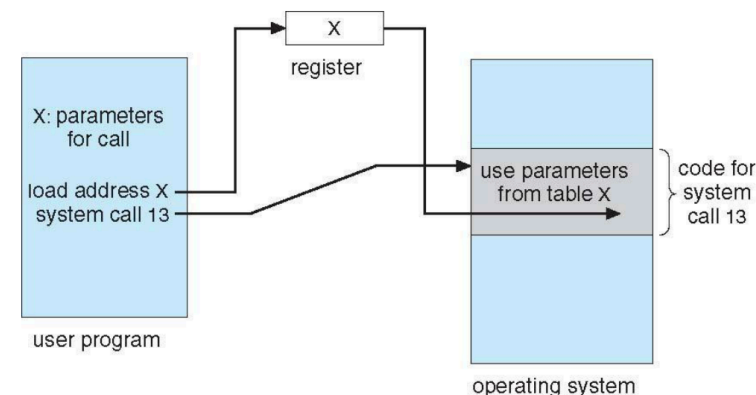 X
register
X: parameters
for call
load address X
system call 13
user program
use parameters
from table X
code for
system
call 13
operating system